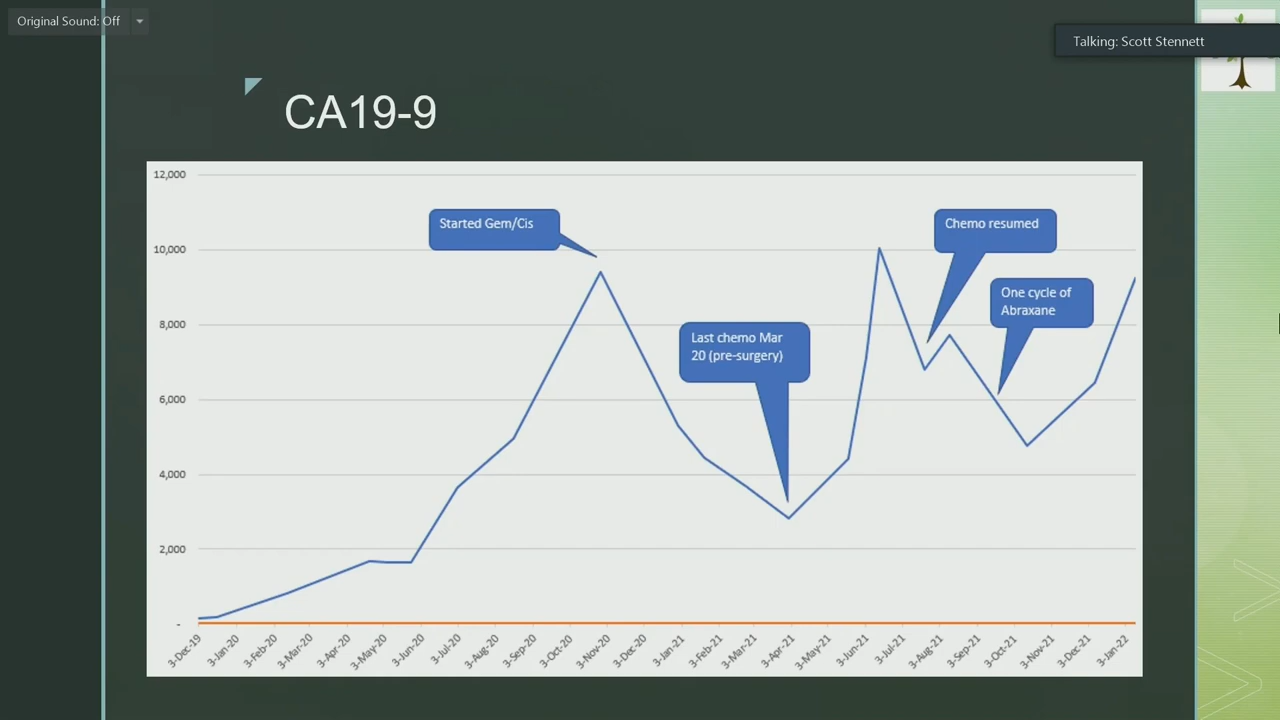 Original Sound: Off
Talking: Scott Stennett
CA19-9
12,000
10,000
8,000
6,000
4,000
2,000
-
Started Gem/Cis
Chemo resumed
One cycle of
Abraxane
Last chemo Mar
20 (pre-surgery)
3-Dec-19
3-Jan-20
3-Feb-20
3-Mar-20
3-Apr-20
3-May-20
3-Jun-20
3-Jul-20
3-Aug-20
3-Sep-20
3-Oct-20
3-Nov-20
3-Dec-20
3-Jan-21
3-Feb-21
3-Mar-21
3-Apr-21
3-May-21
3-Jun-21
3-Jul-21
3-Aug-21
3-Sep-21
3-Oct-21
3-Nov-21
3-Dec-21
3-Jan-22